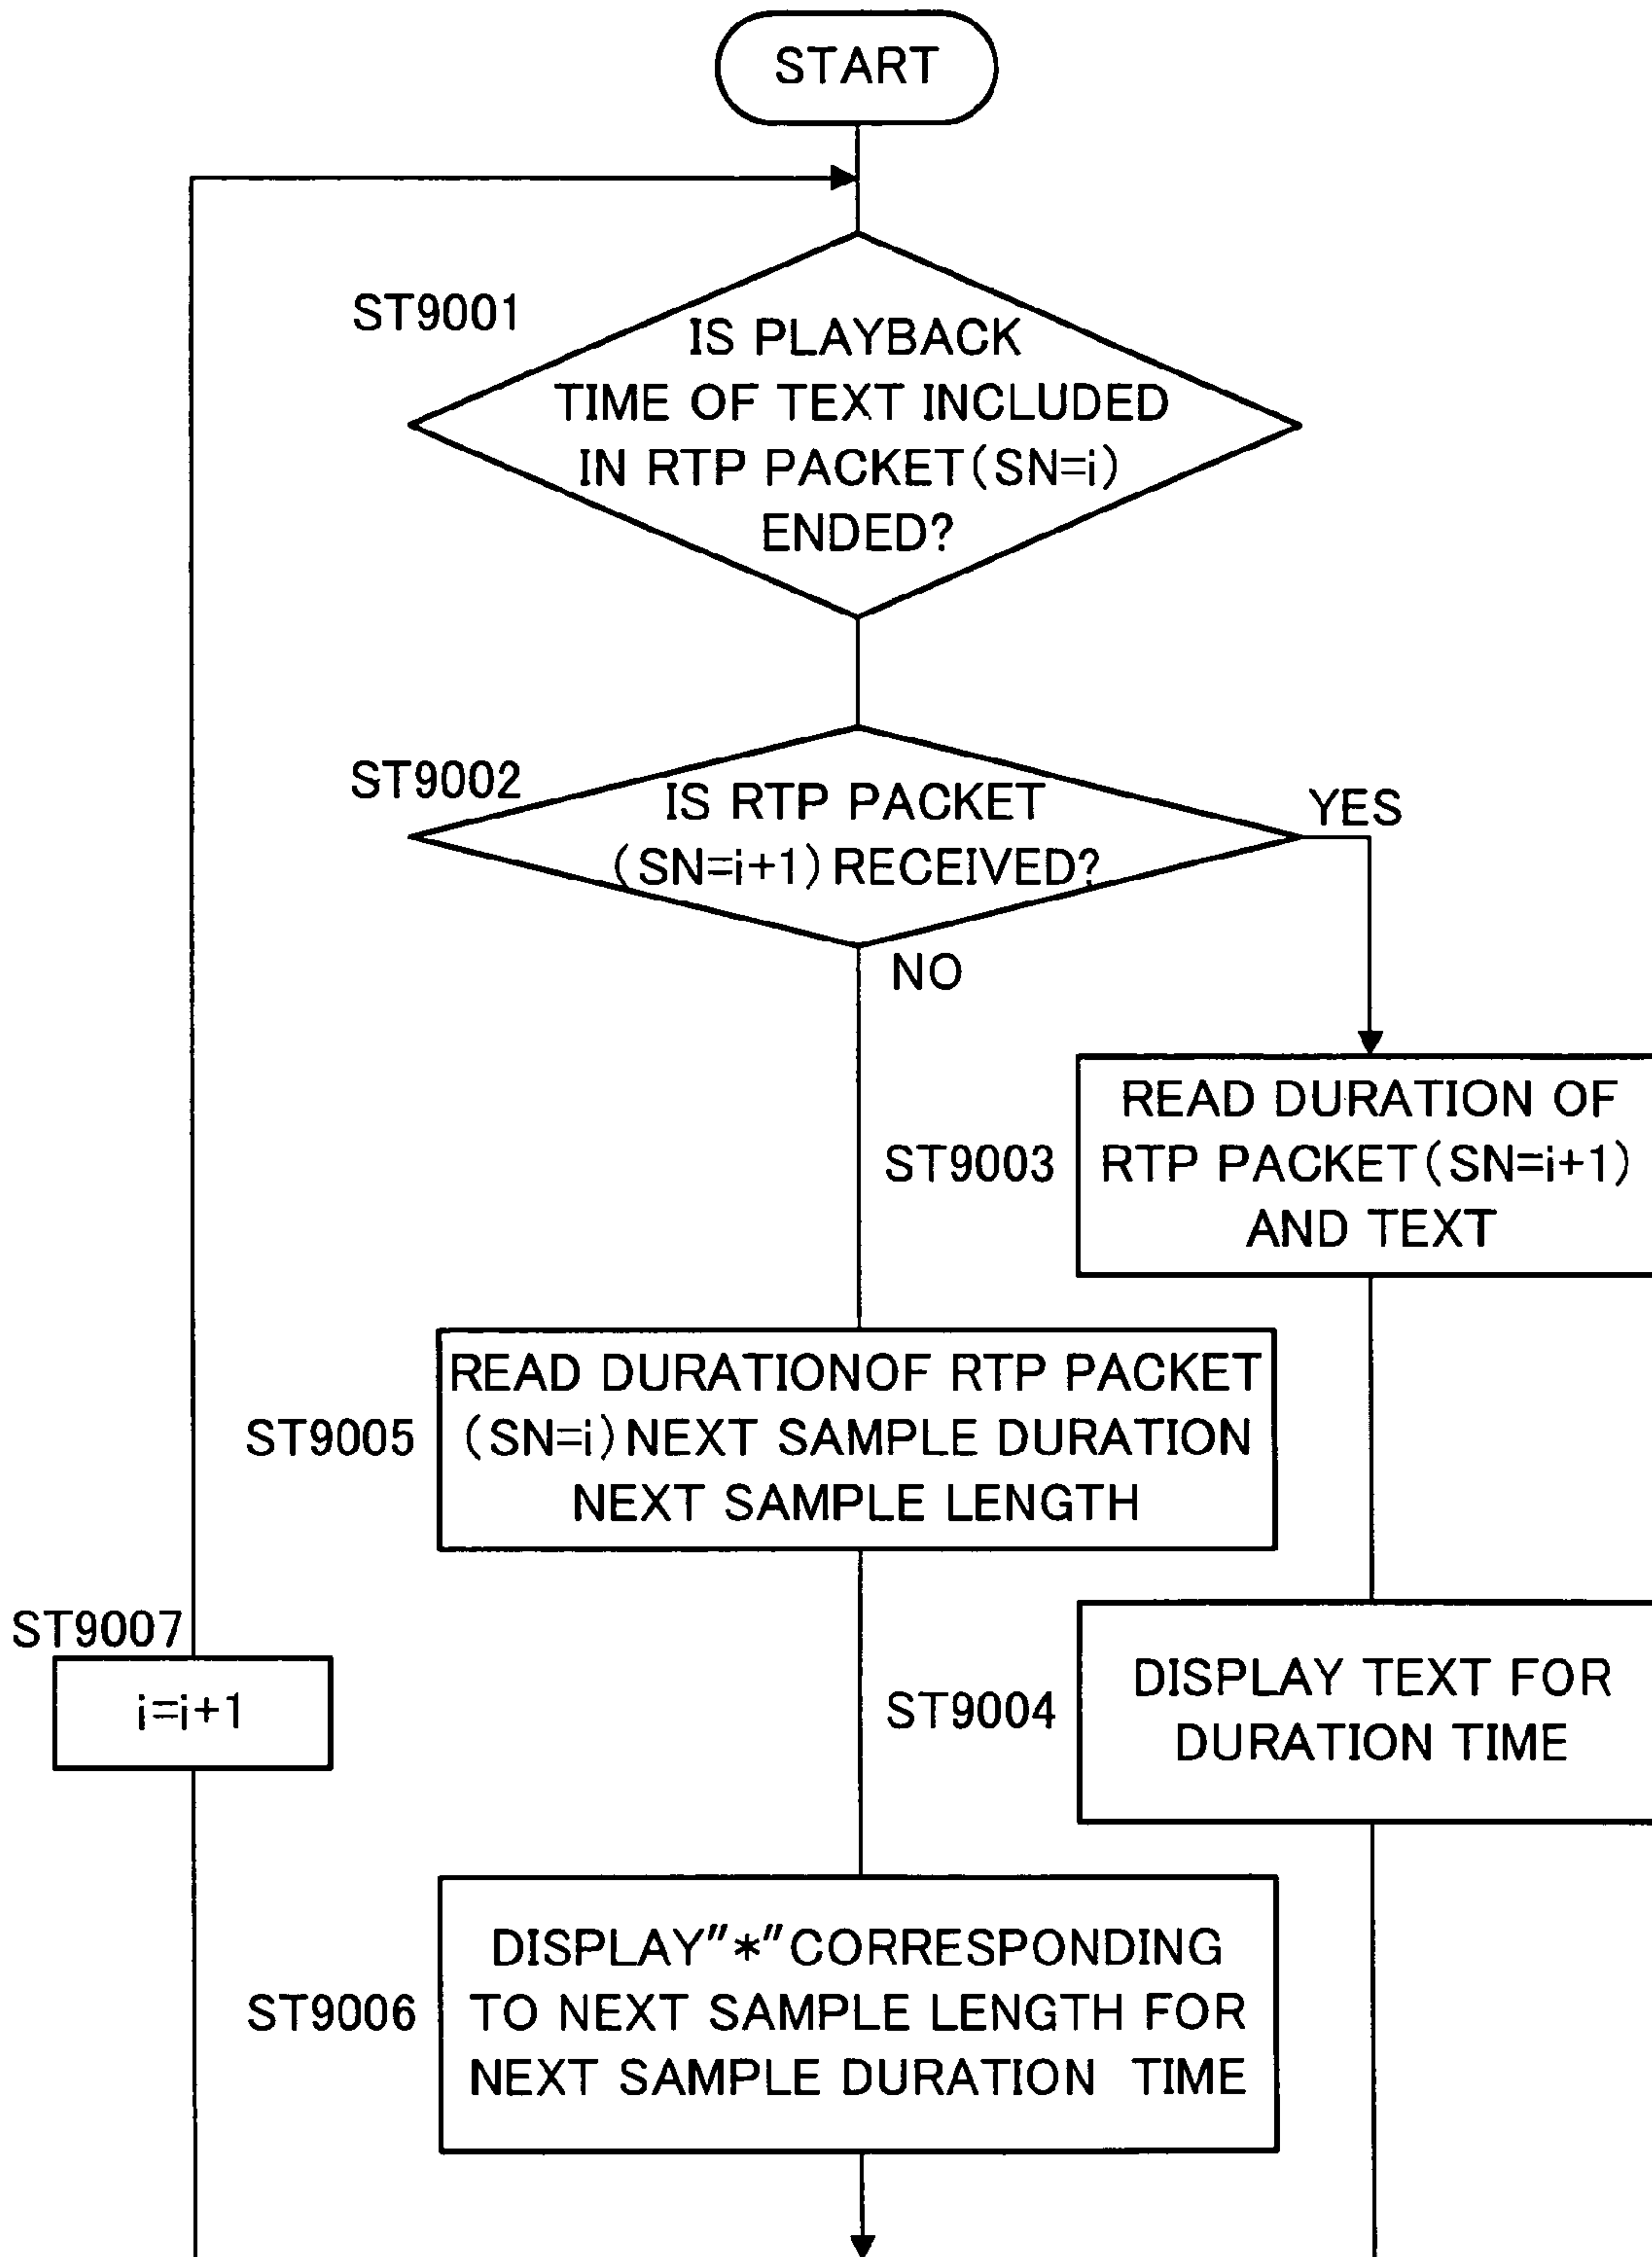 START
ST9001
IS PLAYBACK
TIME OF TEXT INCLUDED
IN RTP PACKET(SN=i)
ENDED?
ST9002
IS RTP PACKET
(SN=i+1)RECEIVED?
YES
NO
ST9003
READ DURATION OF
RTP PACKET(SN=i+1)
AND TEXT
ST9005
READ DURATIONOF RTP PACKET
(SN=i)NEXT SAMPLE DURATION
NEXT SAMPLE LENGTH
ST9007
i=i+1
ST9004
DISPLAY TEXT FOR
DURATION TIME
ST9006
DISPLAY"*"CORRESPONDING
TO NEXT SAMPLE LENGTH FOR
NEXT SAMPLE DURATION TIME